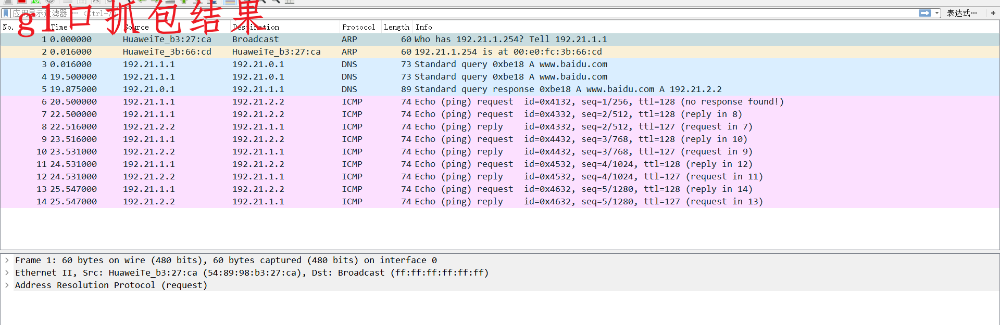 应用显示过滤器 … <Ctrl-/>
表达式…
+
g1口抓包结果
No. Time Source Destination Protocol Length Info
1 0.000000 HuaweiTe_b3:27:ca Broadcast ARP 60 Who has 192.21.1.254? Tell 192.21.1.1
2 0.016000 HuaweiTe_3b:66:cd HuaweiTe_b3:27:ca ARP 60 192.21.1.254 is at 00:e0:fc:3b:66:cd
3 0.016000 192.21.1.1 192.21.0.1 DNS 73 Standard query 0xbe18 A www.baidu.com
4 19.500000 192.21.1.1 192.21.0.1 DNS 73 Standard query 0xbe18 A www.baidu.com
5 19.875000 192.21.0.1 192.21.1.1 DNS 89 Standard query response 0xbe18 A www.baidu.com A 192.21.2.2
6 20.500000 192.21.1.1 192.21.2.2 ICMP 74 Echo (ping) request id=0x4132, seq=1/256, ttl=128 (no response found!)
7 22.500000 192.21.1.1 192.21.2.2 ICMP 74 Echo (ping) request id=0x4332, seq=2/512, ttl=128 (reply in 8)
8 22.516000 192.21.2.2 192.21.1.1 ICMP 74 Echo (ping) reply id=0x4332, seq=2/512, ttl=127 (request in 7)
9 23.516000 192.21.1.1 192.21.2.2 ICMP 74 Echo (ping) request id=0x4432, seq=3/768, ttl=128 (reply in 10)
10 23.531000 192.21.2.2 192.21.1.1 ICMP 74 Echo (ping) reply id=0x4432, seq=3/768, ttl=127 (request in 9)
11 24.531000 192.21.1.1 192.21.2.2 ICMP 74 Echo (ping) request id=0x4532, seq=4/1024, ttl=128 (reply in 12)
12 24.531000 192.21.2.2 192.21.1.1 ICMP 74 Echo (ping) reply id=0x4532, seq=4/1024, ttl=127 (request in 11)
13 25.547000 192.21.1.1 192.21.2.2 ICMP 74 Echo (ping) request id=0x4632, seq=5/1280, ttl=128 (reply in 14)
14 25.547000 192.21.2.2 192.21.1.1 ICMP 74 Echo (ping) reply id=0x4632, seq=5/1280, ttl=127 (request in 13)
Frame 1: 60 bytes on wire (480 bits), 60 bytes captured (480 bits) on interface 0
Ethernet II, Src: HuaweiTe_b3:27:ca (54:89:98:b3:27:ca), Dst: Broadcast (ff:ff:ff:ff:ff:ff)
Address Resolution Protocol (request)